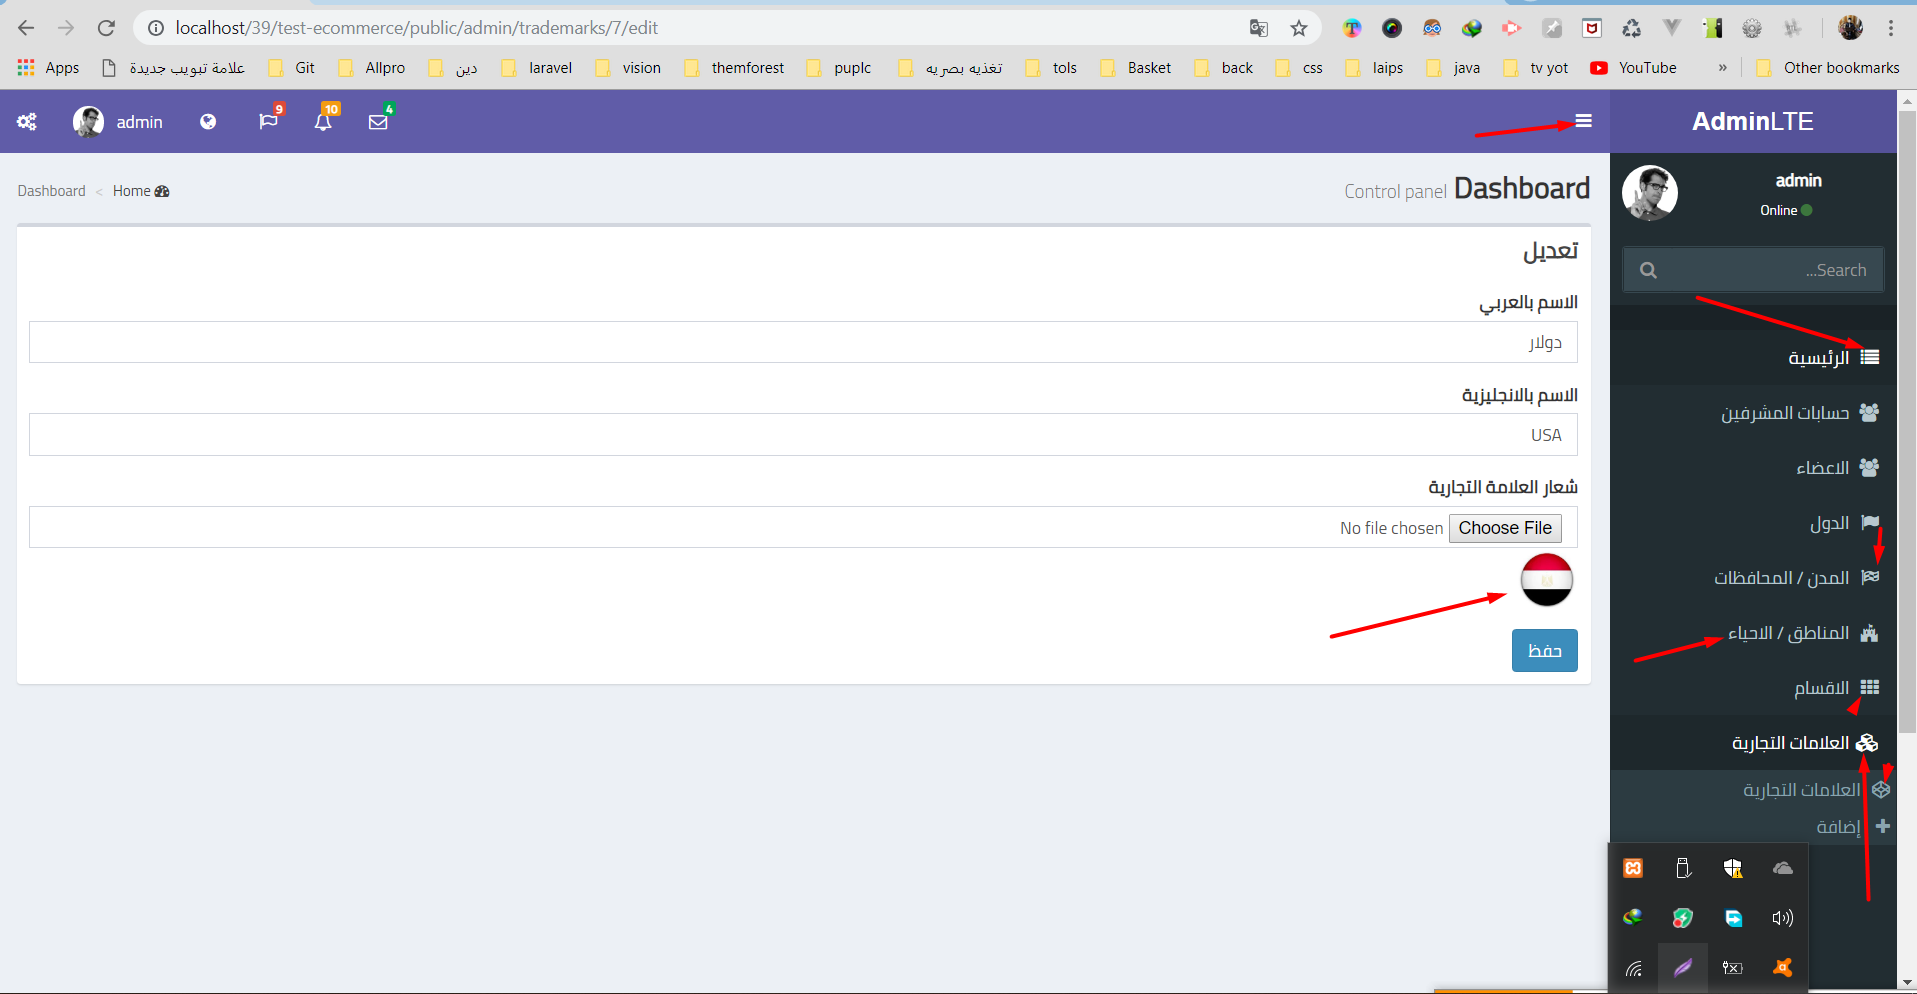 localhost/39/test-ecommerce/public/admin/trademarks/7/edit
Apps علامة تبويب جديدة Git Allpro دين laravel vision themforest puplc تغذيه بصريه tols Basket back css laips java tv yot YouTube » Other bookmarks
admin 9 10 4
AdminLTE
Dashboard < Home
Control panel Dashboard
admin
Online
Search...
تعديل
الاسم بالعربي
دولار
الاسم بالانجليزية
USA
شعار العلامة التجارية
Choose File No file chosen
حفظ
الرئيسية
حسابات المشرفين
الاعضاء
الدول
المدن / المحافظات
المناطق / الاحياء
الاقسام
العلامات التجارية
العلامات التجارية
إضافة